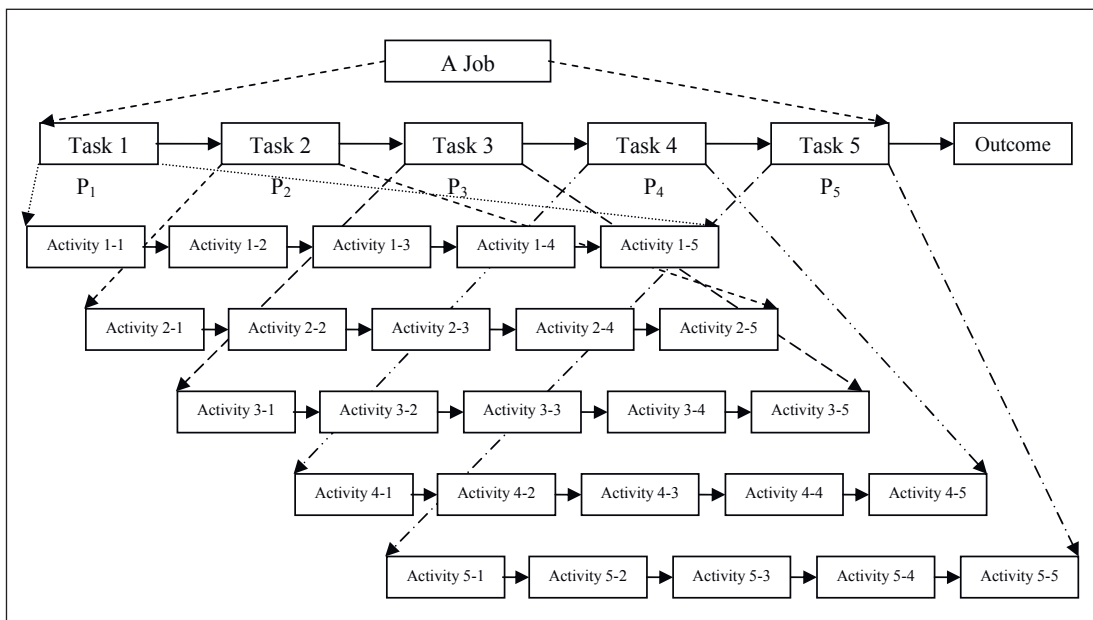 A Job
Task 1 Task 2 Task 3 Task 4 Task 5 Outcome
P1 P2 P3 P4 P5
Activity 1-1 Activity 1-2 Activity 1-3 Activity 1-4 Activity 1-5
Activity 2-1 Activity 2-2 Activity 2-3 Activity 2-4 Activity 2-5
Activity 3-1 Activity 3-2 Activity 3-3 Activity 3-4 Activity 3-5
Activity 4-1 Activity 4-2 Activity 4-3 Activity 4-4 Activity 4-5
Activity 5-1 Activity 5-2 Activity 5-3 Activity 5-4 Activity 5-5